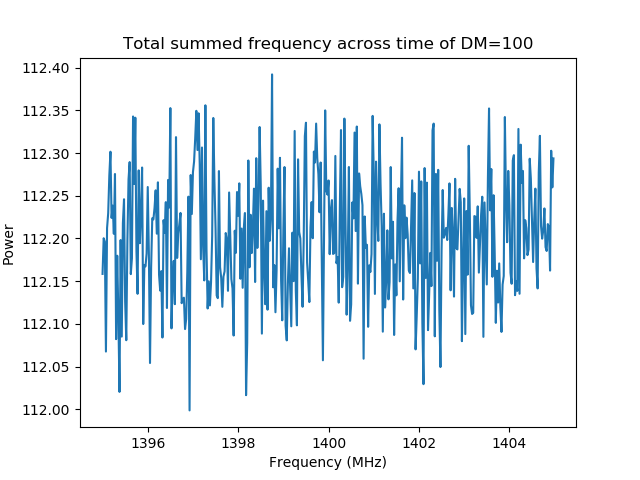 Total summed frequency across time of DM=100
Power
112.40
112.35
112.30
112.25
112.20
112.15
112.10
112.05
112.00
1396 1398 1400 1402 1404
Frequency (MHz)